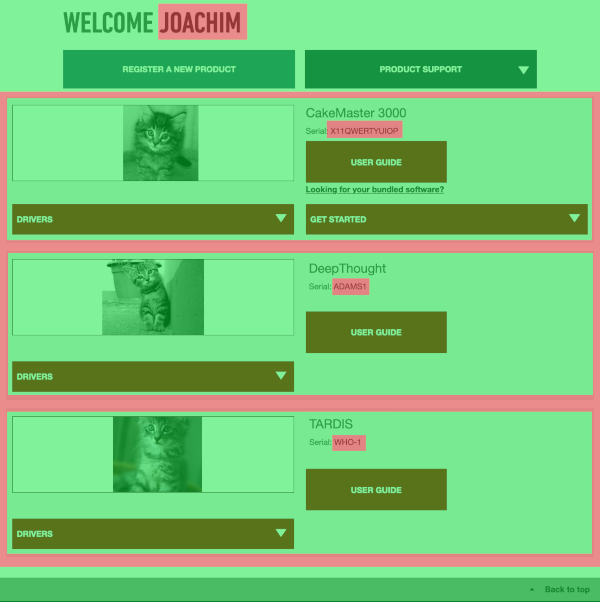 WELCOME JOACHIM
REGISTER A NEW PRODUCT
PRODUCT SUPPORT
CakeMaster 3000
Serial: X11QWERTYUIOP
USER GUIDE
Looking for your bundled software?
DRIVERS
GET STARTED
DeepThought
Serial: ADAMS1
USER GUIDE
DRIVERS
TARDIS
Serial: WHO-1
USER GUIDE
DRIVERS
Back to top